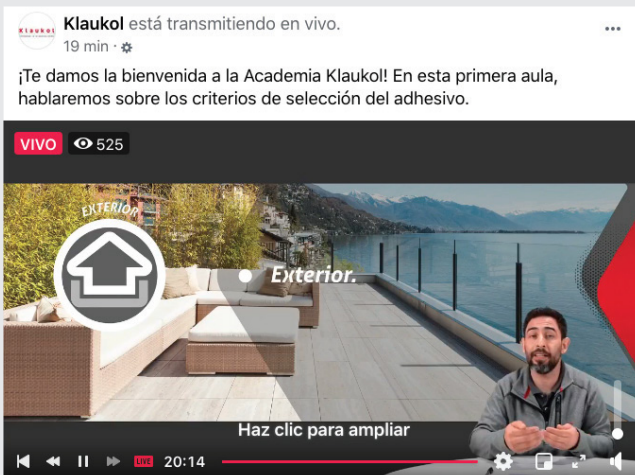 Klaukol
Klaukol está transmitiendo en vivo.
19 min ·
¡Te damos la bienvenida a la Academia Klaukol! En esta primera aula,
hablaremos sobre los criterios de selección del adhesivo.
VIVO 525
EXTERIOR
Exterior.
Haz clic para ampliar
LIVE 20:14